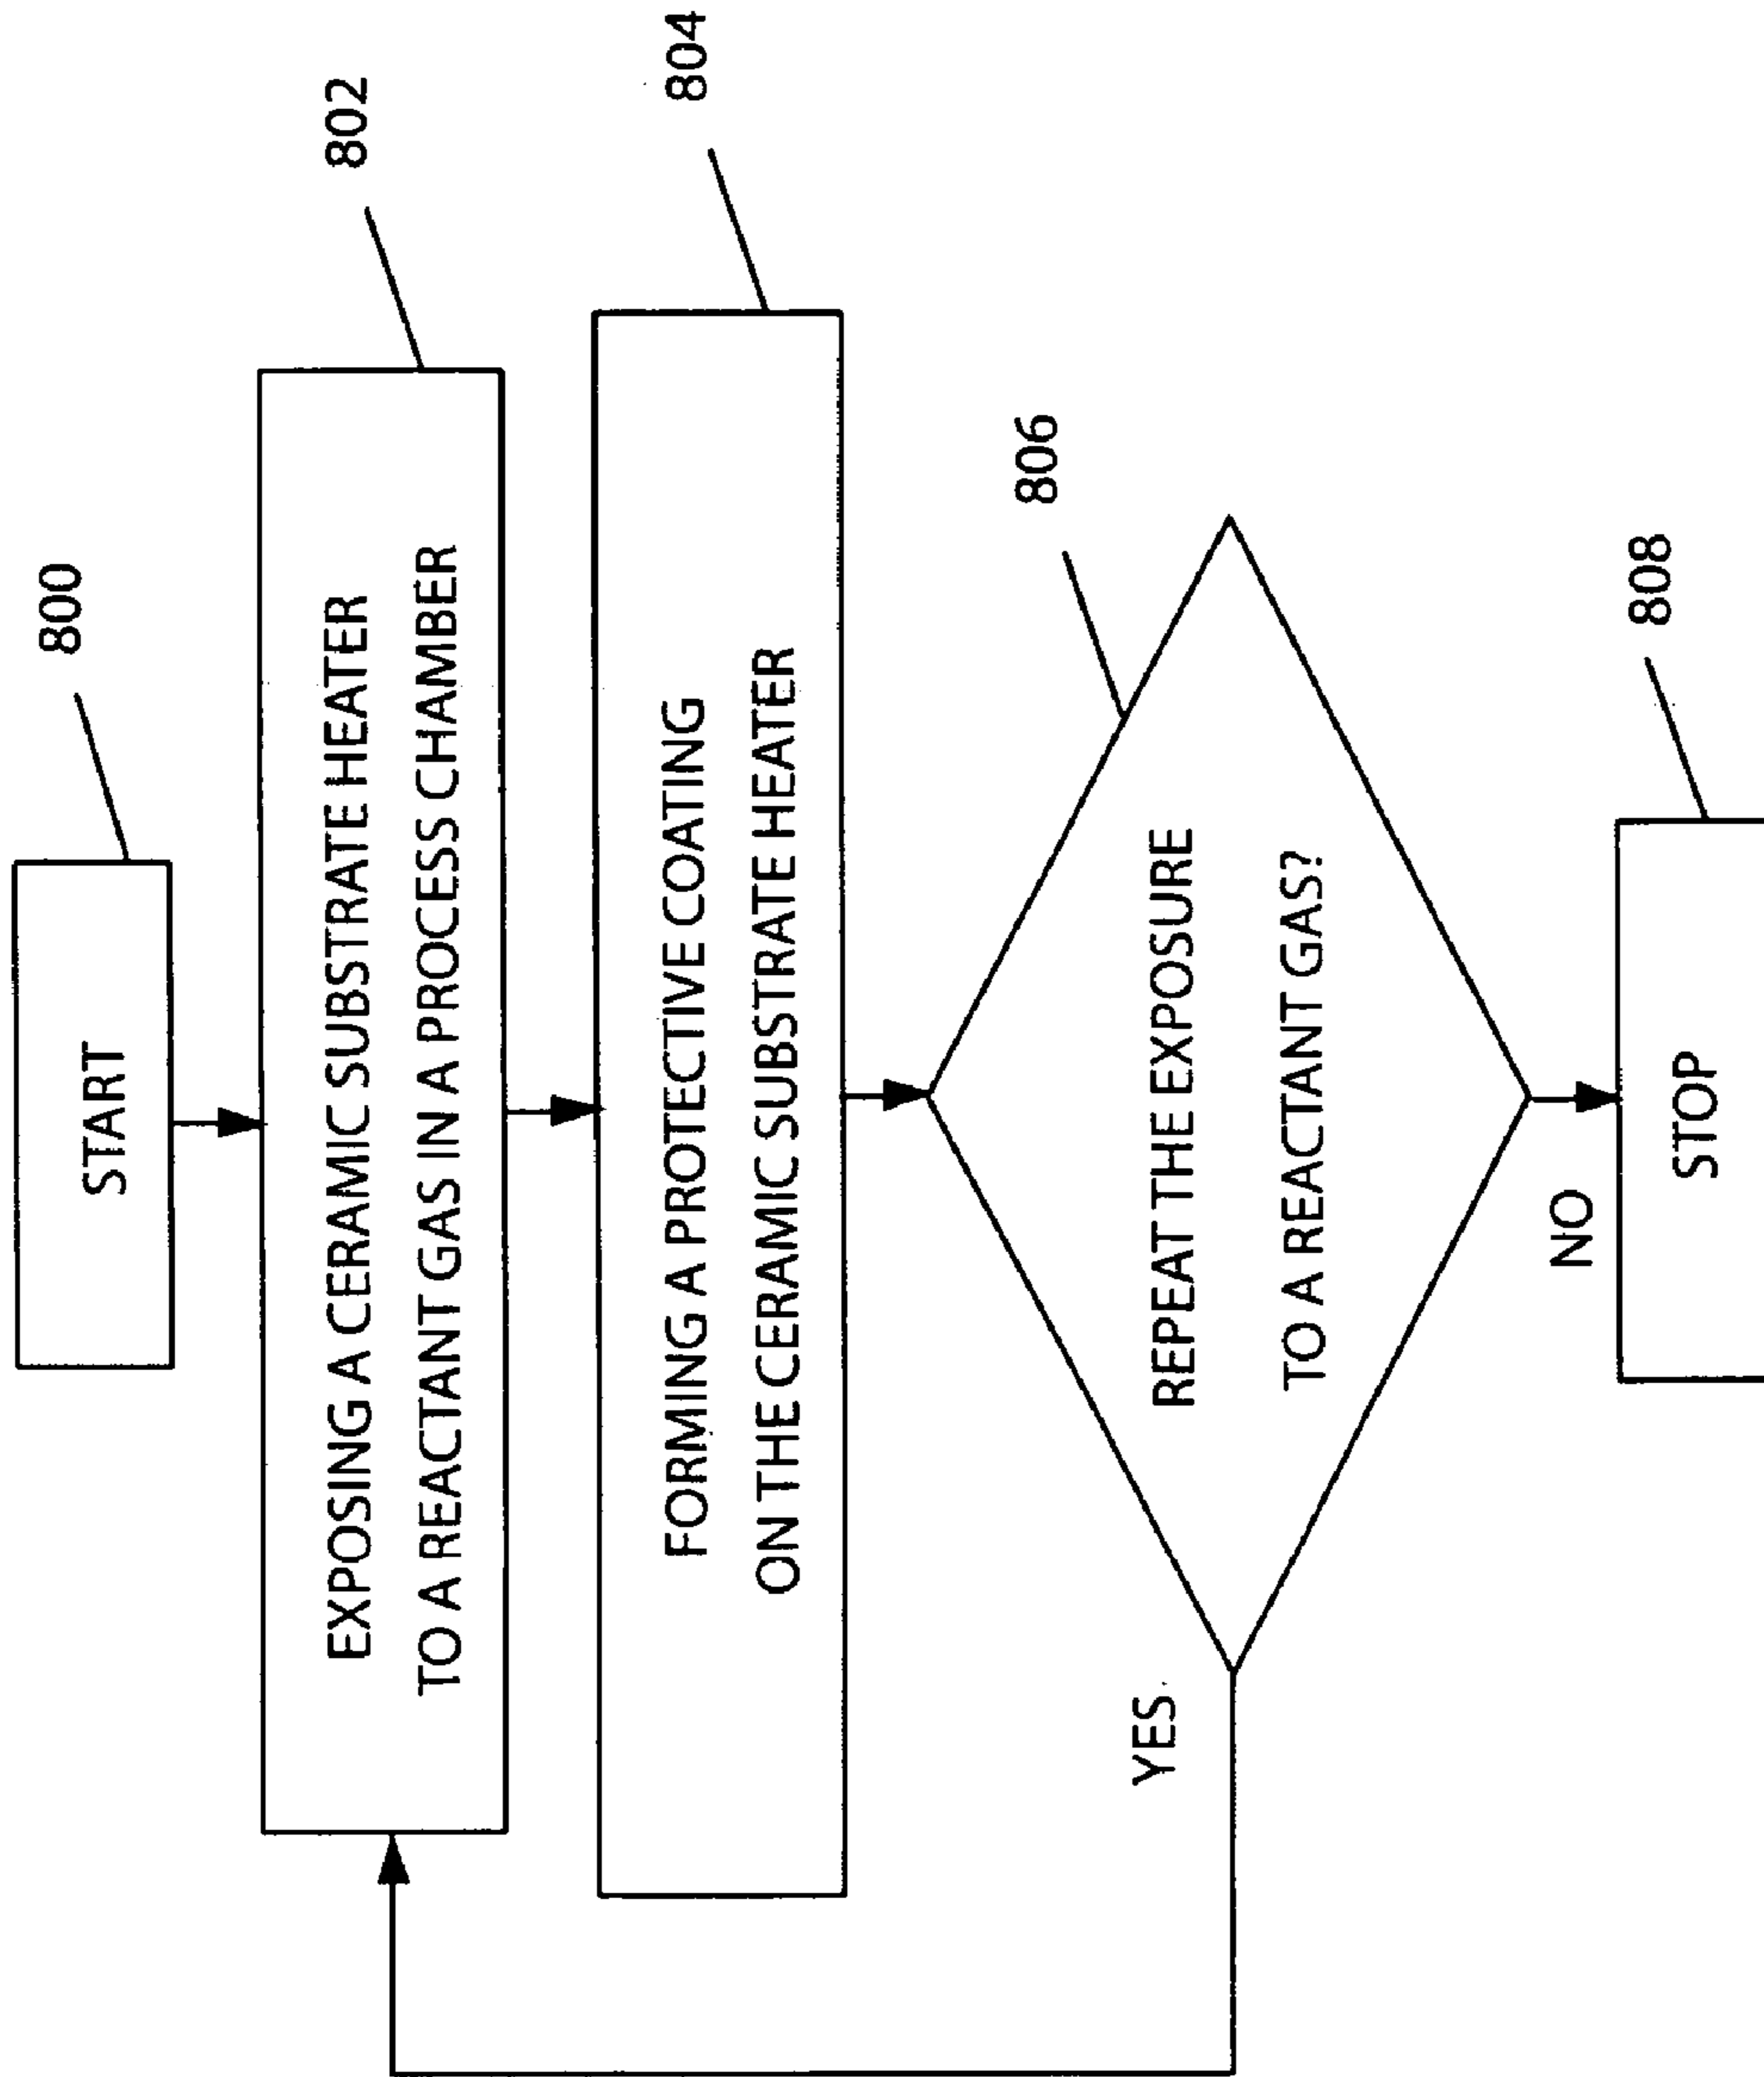 START
800
EXPOSING A CERAMIC SUBSTRATE HEATER
TO A REACTANT GAS IN A PROCESS CHAMBER
802
FORMING A PROTECTIVE COATING
ON THE CERAMIC SUBSTRATE HEATER
804
REPEAT THE EXPOSURE
TO A REACTANT GAS?
806
YES
NO
STOP
808